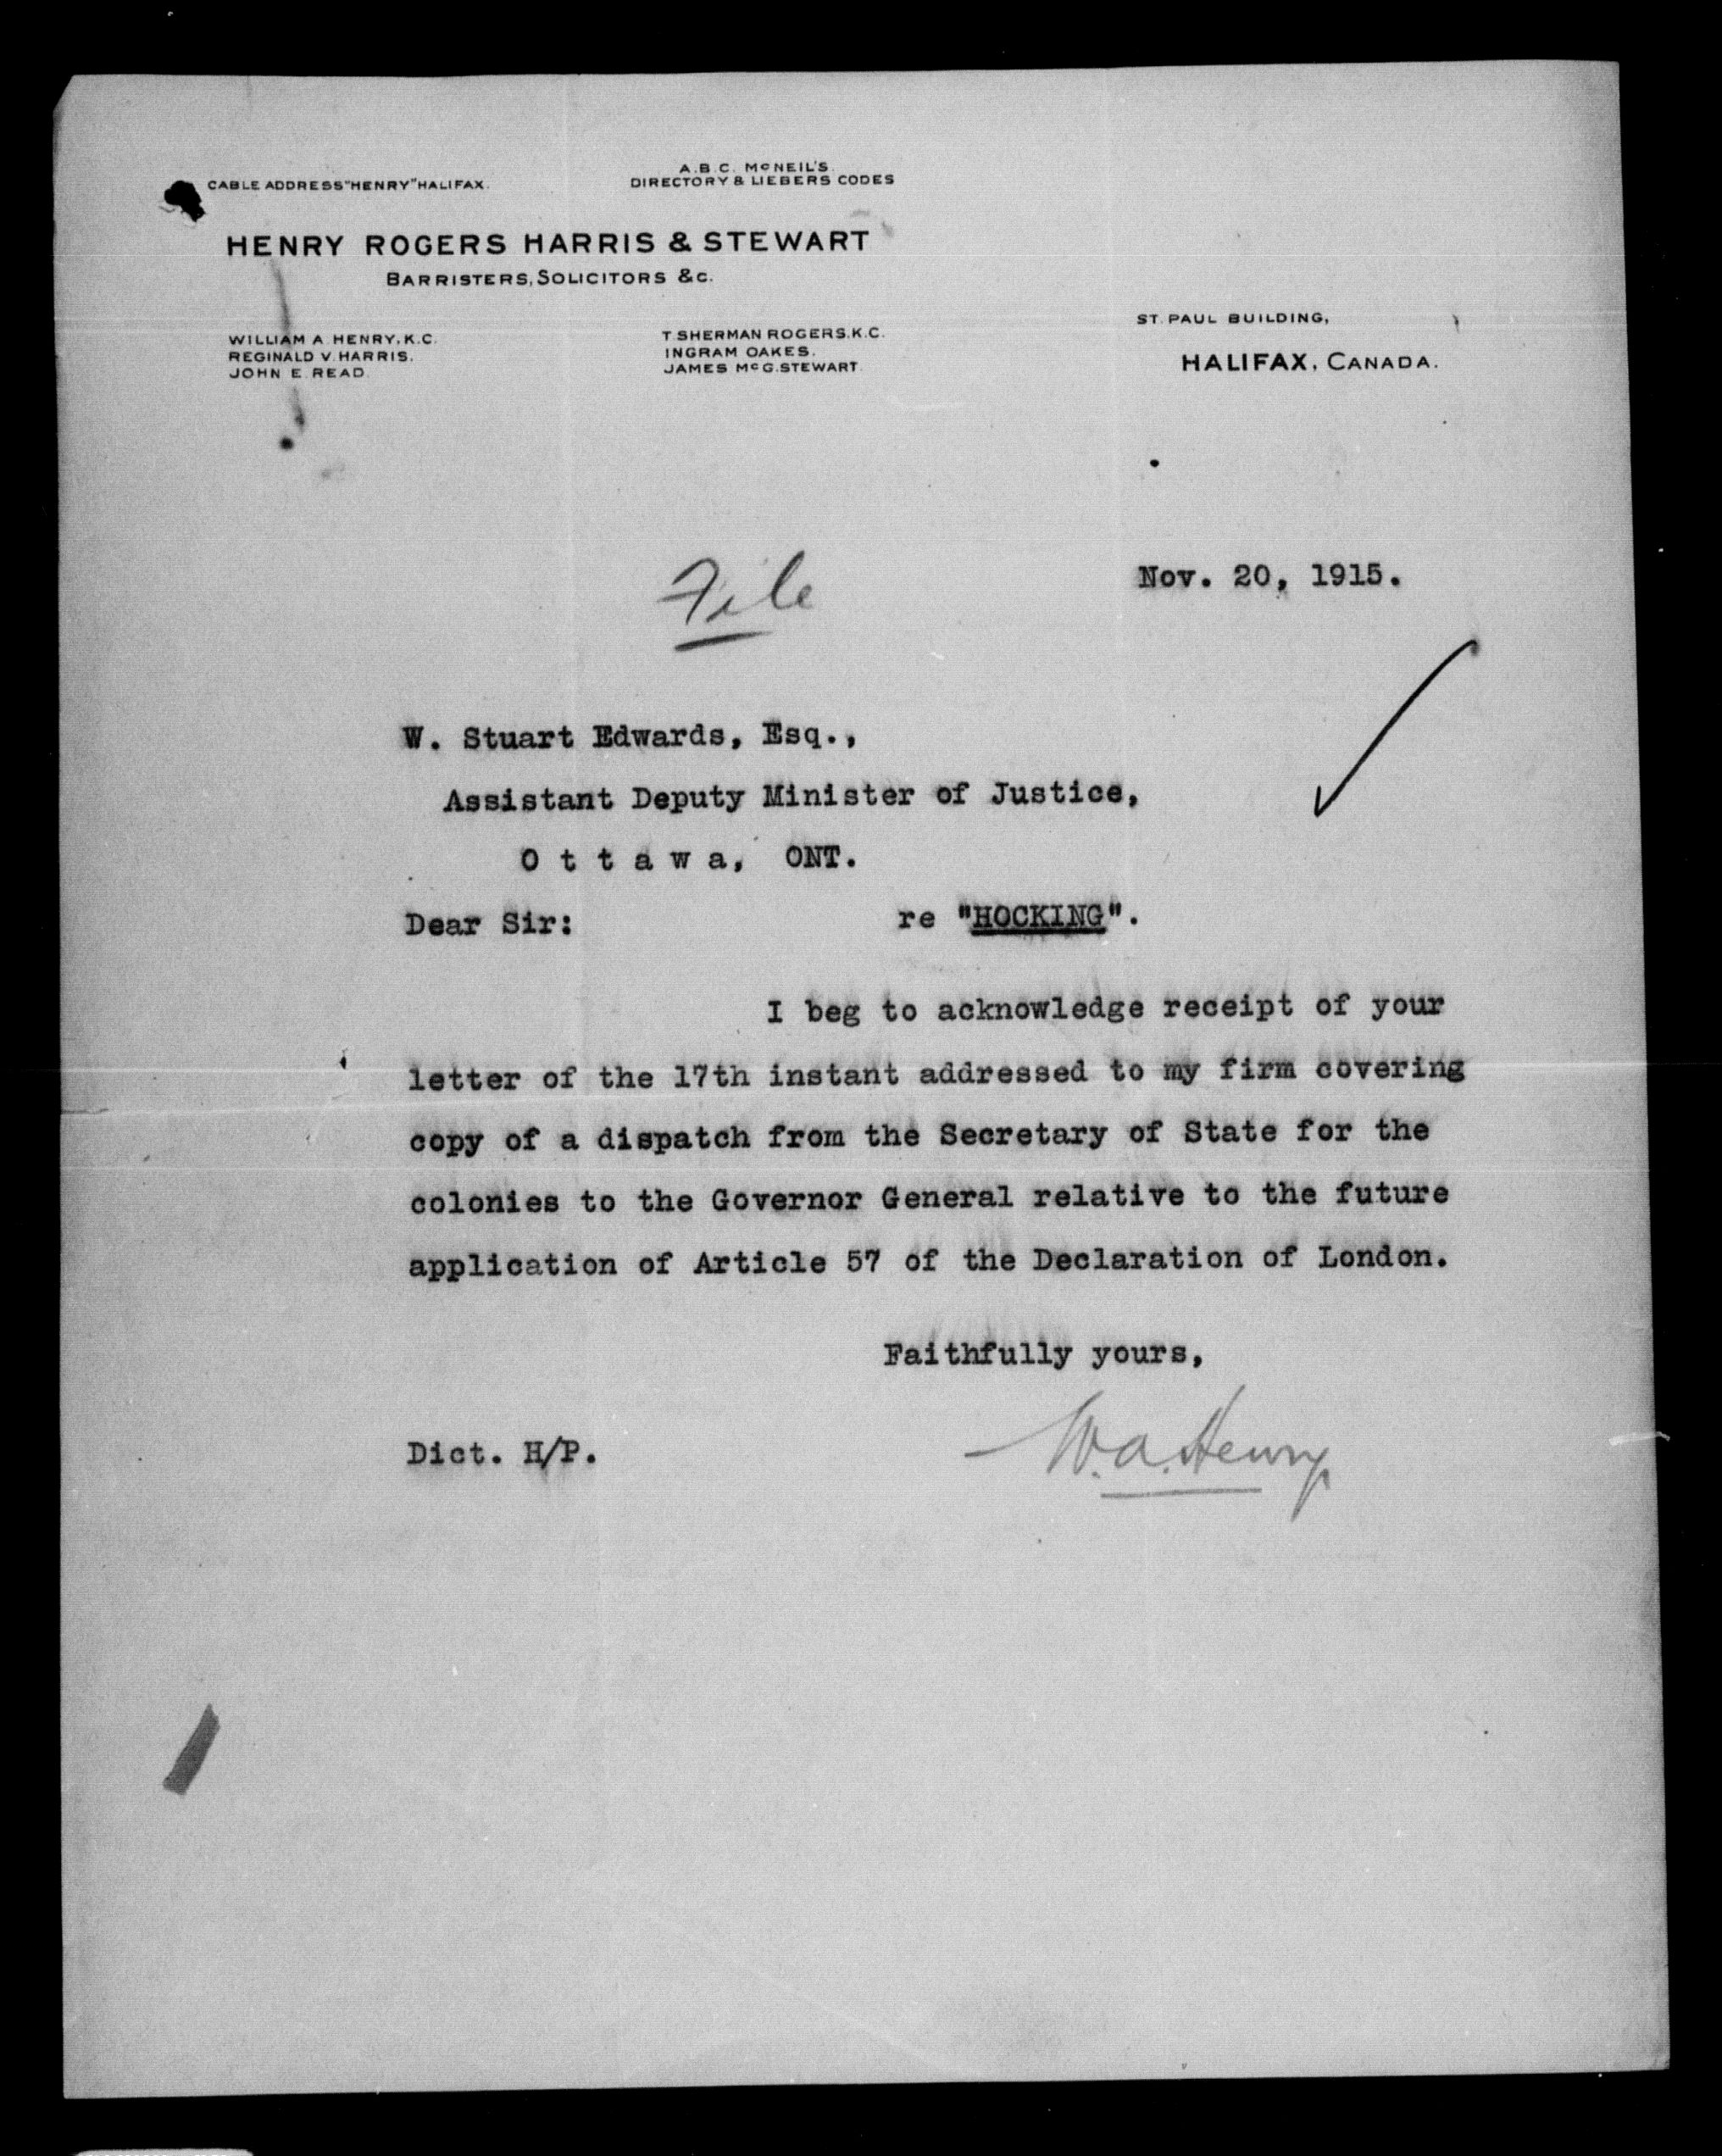 CABLE ADDRESS "HENRY" HALIFAX.
A.B.C. McNEIL'S.
DIRECTORY & LIEBERS CODES
HENRY ROGERS HARRIS & STEWART
BARRISTERS, SOLICITORS &c.
WILLIAM A. HENRY, K.C.
REGINALD V. HARRIS.
JOHN E. READ.
T. SHERMAN ROGERS. K.C.
INGRAM OAKES.
JAMES McG. STEWART.
ST. PAUL BUILDING,
HALIFAX, CANADA.
File
Nov. 20, 1915.
W. Stuart Edwards, Esq.,
Assistant Deputy Minister of Justice,
O t t a w a, ONT.
Dear Sir: re "HOCKING".
I beg to acknowledge receipt of your
letter of the 17th instant addressed to my firm covering
copy of a dispatch from the Secretary of State for the
colonies to the Governor General relative to the future
application of Article 57 of the Declaration of London.
Faithfully yours,
W.A. Henry
Dict. H/P.